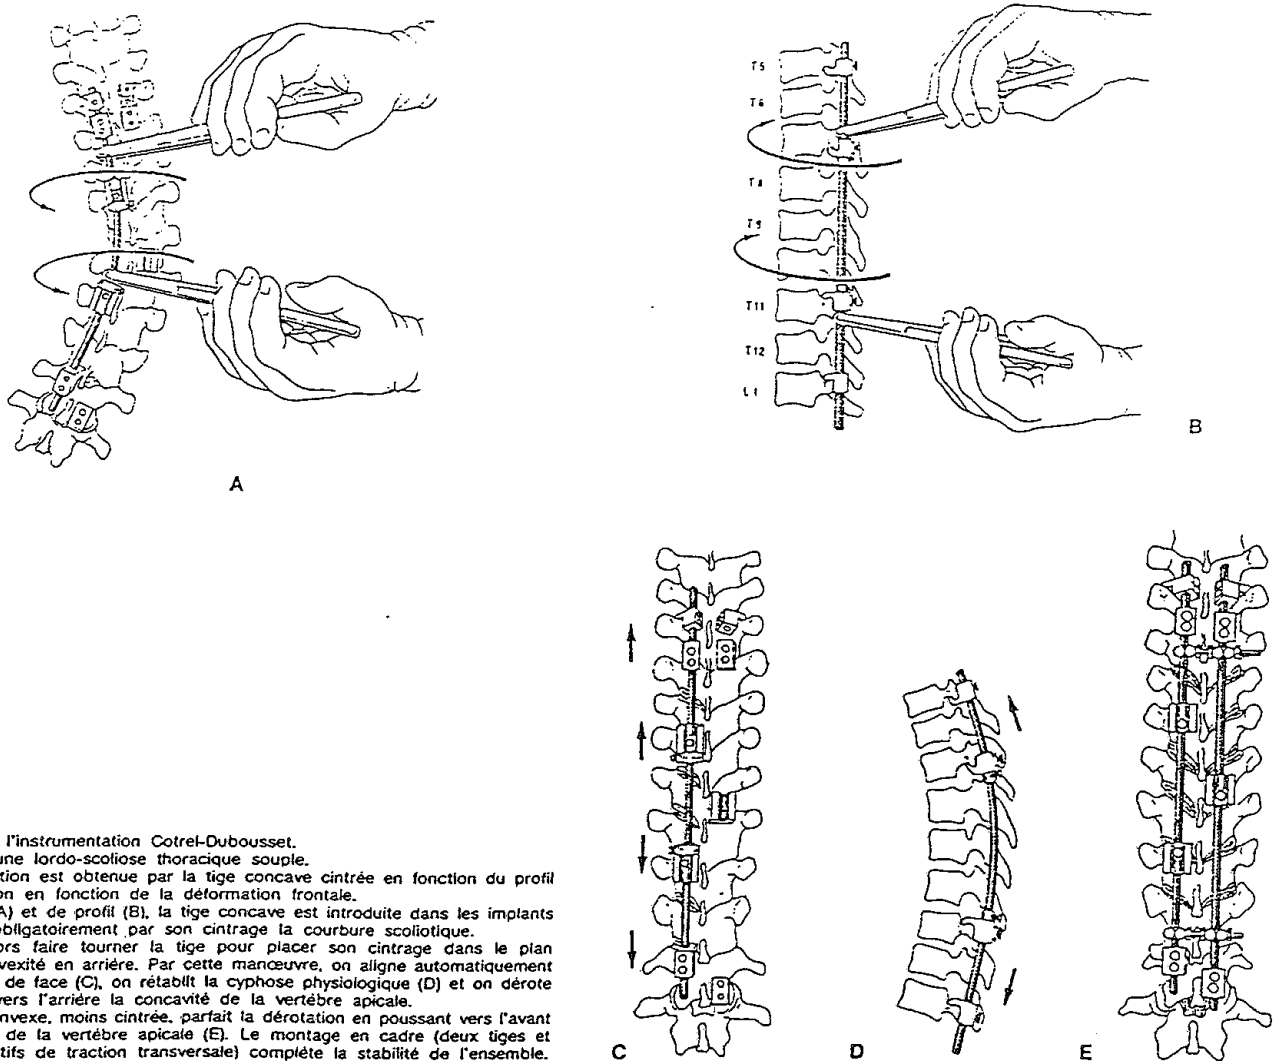 T5
T6
T8
T9
T11
T12
L1
A
B
l'instrumentation Cotrel-Dubousset.
une lordo-scoliose thoracique souple.
tion est obtenue par la tige concave cintrée en fonction du profil
on en fonction de la déformation frontale.
A) et de profil (B), la tige concave est introduite dans les implants
obligatoirement par son cintrage la courbure scoliotique.
ors faire tourner la tige pour placer son cintrage dans le plan
vexité en arrière. Par cette manœuvre, on aligne automatiquement
de face (C), on rétablit la cyphose physiologique (D) et on dérote
vers l'arrière la concavité de la vertèbre apicale.
nvexe, moins cintrée, parfait la dérotation en poussant vers l'avant
de la vertèbre apicale (E). Le montage en cadre (deux tiges et
tifs de traction transversale) complète la stabilité de l'ensemble.
C
D
E